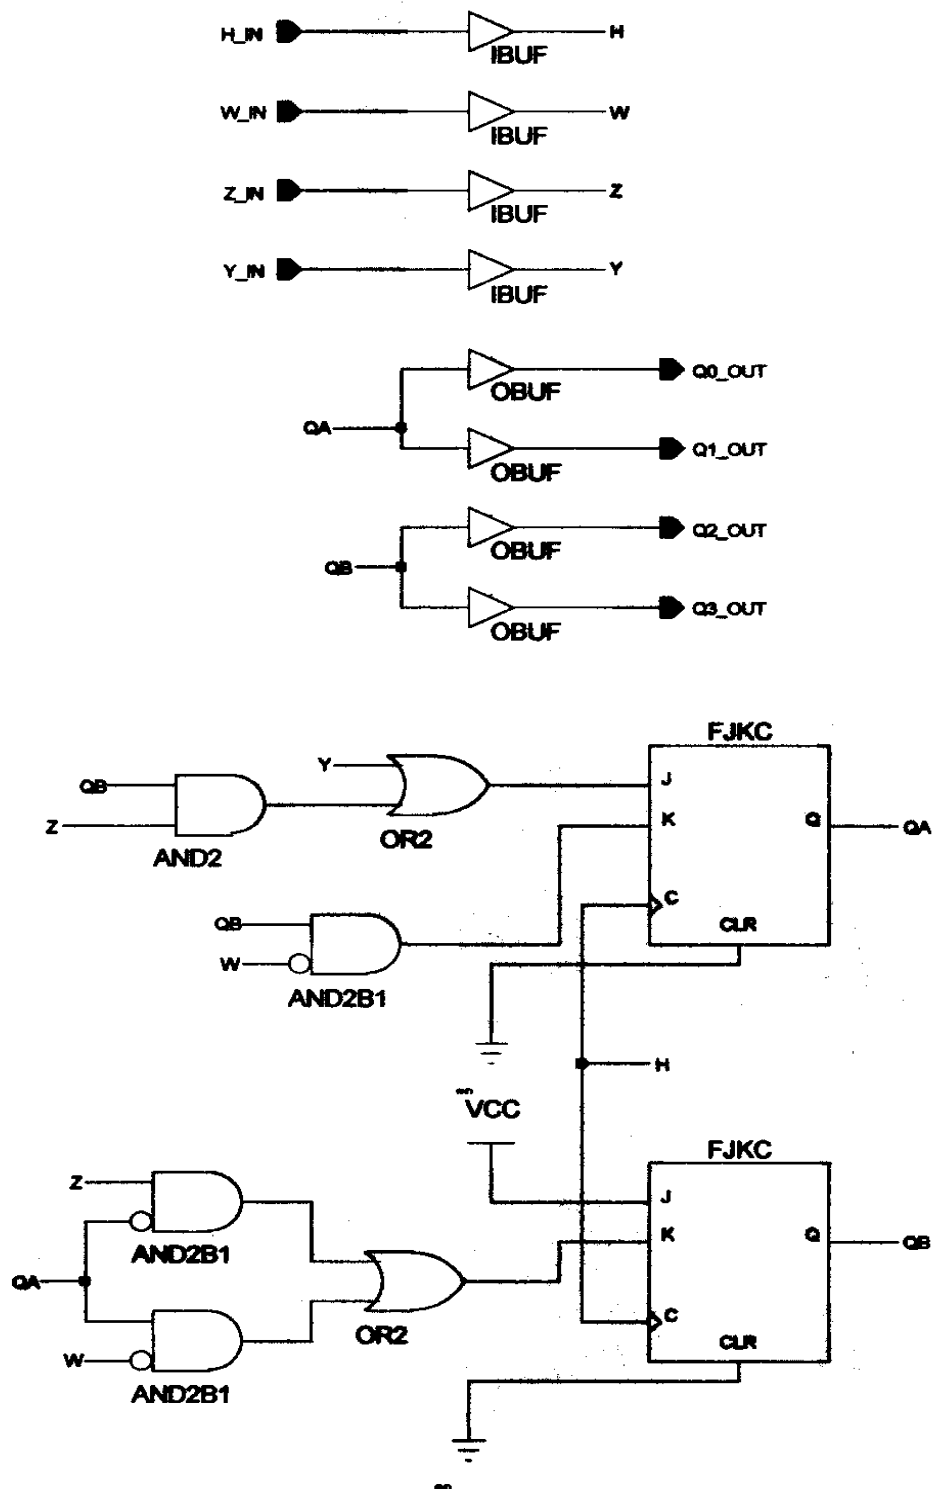 H_IN
H
IBUF
W_IN
W
IBUF
Z_IN
Z
IBUF
Y_IN
Y
IBUF
Q0_OUT
OBUF
QA
Q1_OUT
OBUF
Q2_OUT
OBUF
QB
Q3_OUT
OBUF
FJKC
Y
QB
J
Z
K
Q
QA
OR2
AND2
C
QB
CLR
W
AND2B1
H
VCC
FJKC
Z
J
K
Q
QB
AND2B1
QA
C
OR2
CLR
W
AND2B1